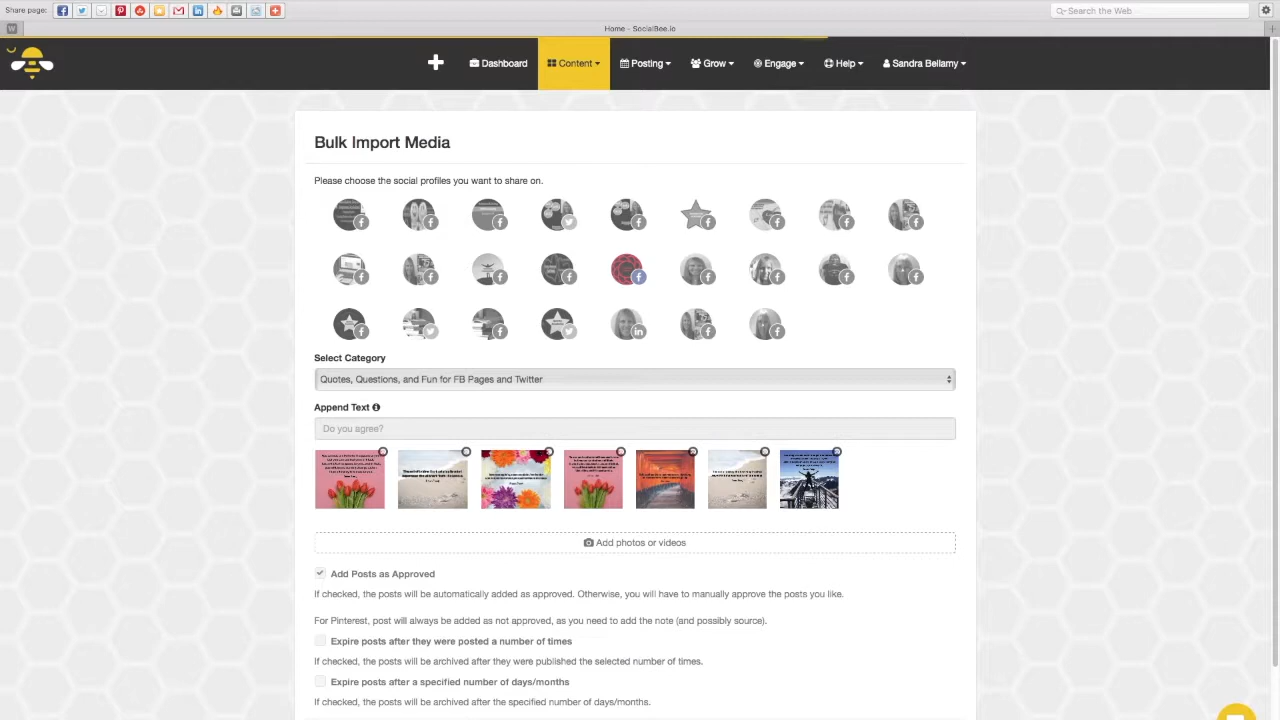 Share page:
Search the Web
Home - SocialBee.io
Dashboard
Content
Posting
Grow
Engage
Help
Sandra Bellamy
Bulk Import Media
Please choose the social profiles you want to share on.
Select Category
Quotes, Questions, and Fun for FB Pages and Twitter
Append Text
Do you agree?
Add photos or videos
Add Posts as Approved
If checked, the posts will be automatically added as approved. Otherwise, you will have to manually approve the posts you like.
For Pinterest, post will always be added as not approved, as you need to add the note (and possibly source).
Expire posts after they were posted a number of times
If checked, the posts will be archived after they were published the selected number of times.
Expire posts after a specified number of days/months
If checked, the posts will be archived after the specified number of days/months.